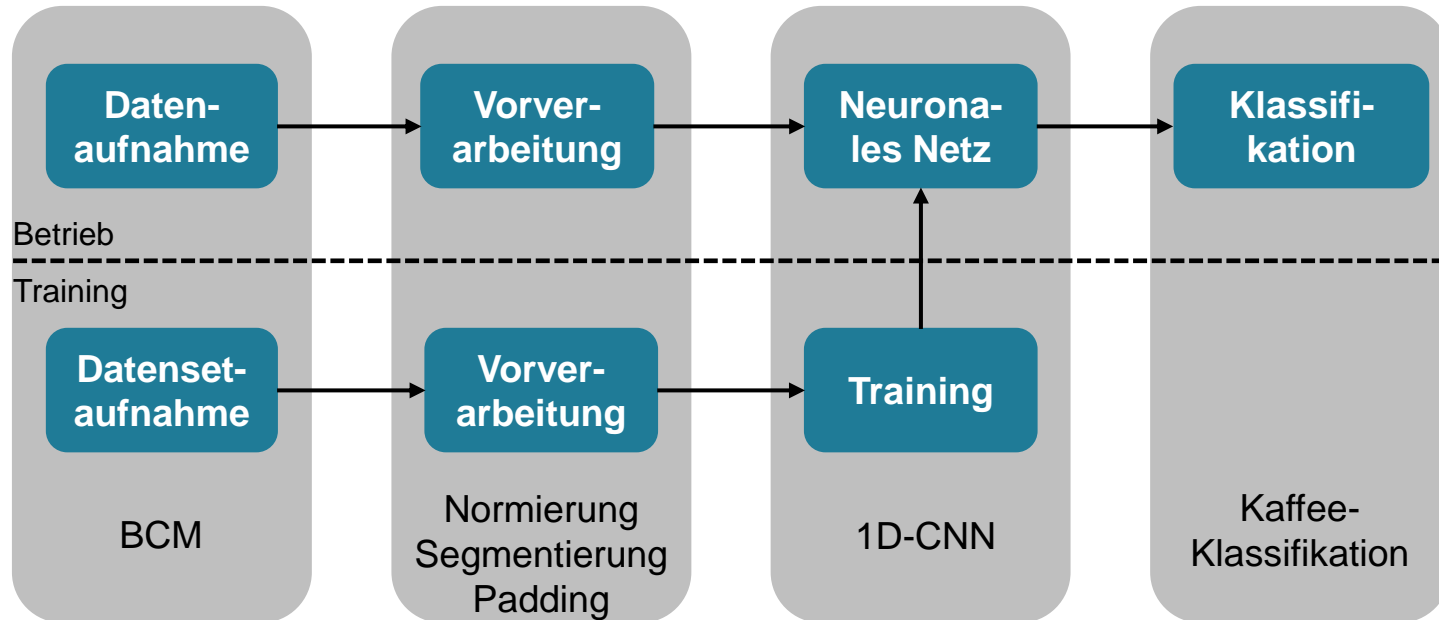 Daten-
aufnahme
Vorver-
arbeitung
Neurona-
les Netz
Klassifi-
kation
Betrieb
Training
Datenset-
aufnahme
Vorver-
arbeitung
Training
BCM
Normierung
Segmentierung
Padding
1D-CNN
Kaffee-
Klassifikation